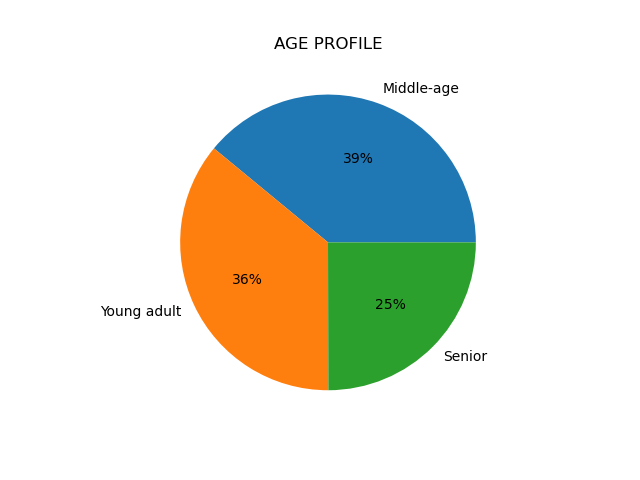 AGE PROFILE
Middle-age
39%
36%
Young adult
25%
Senior